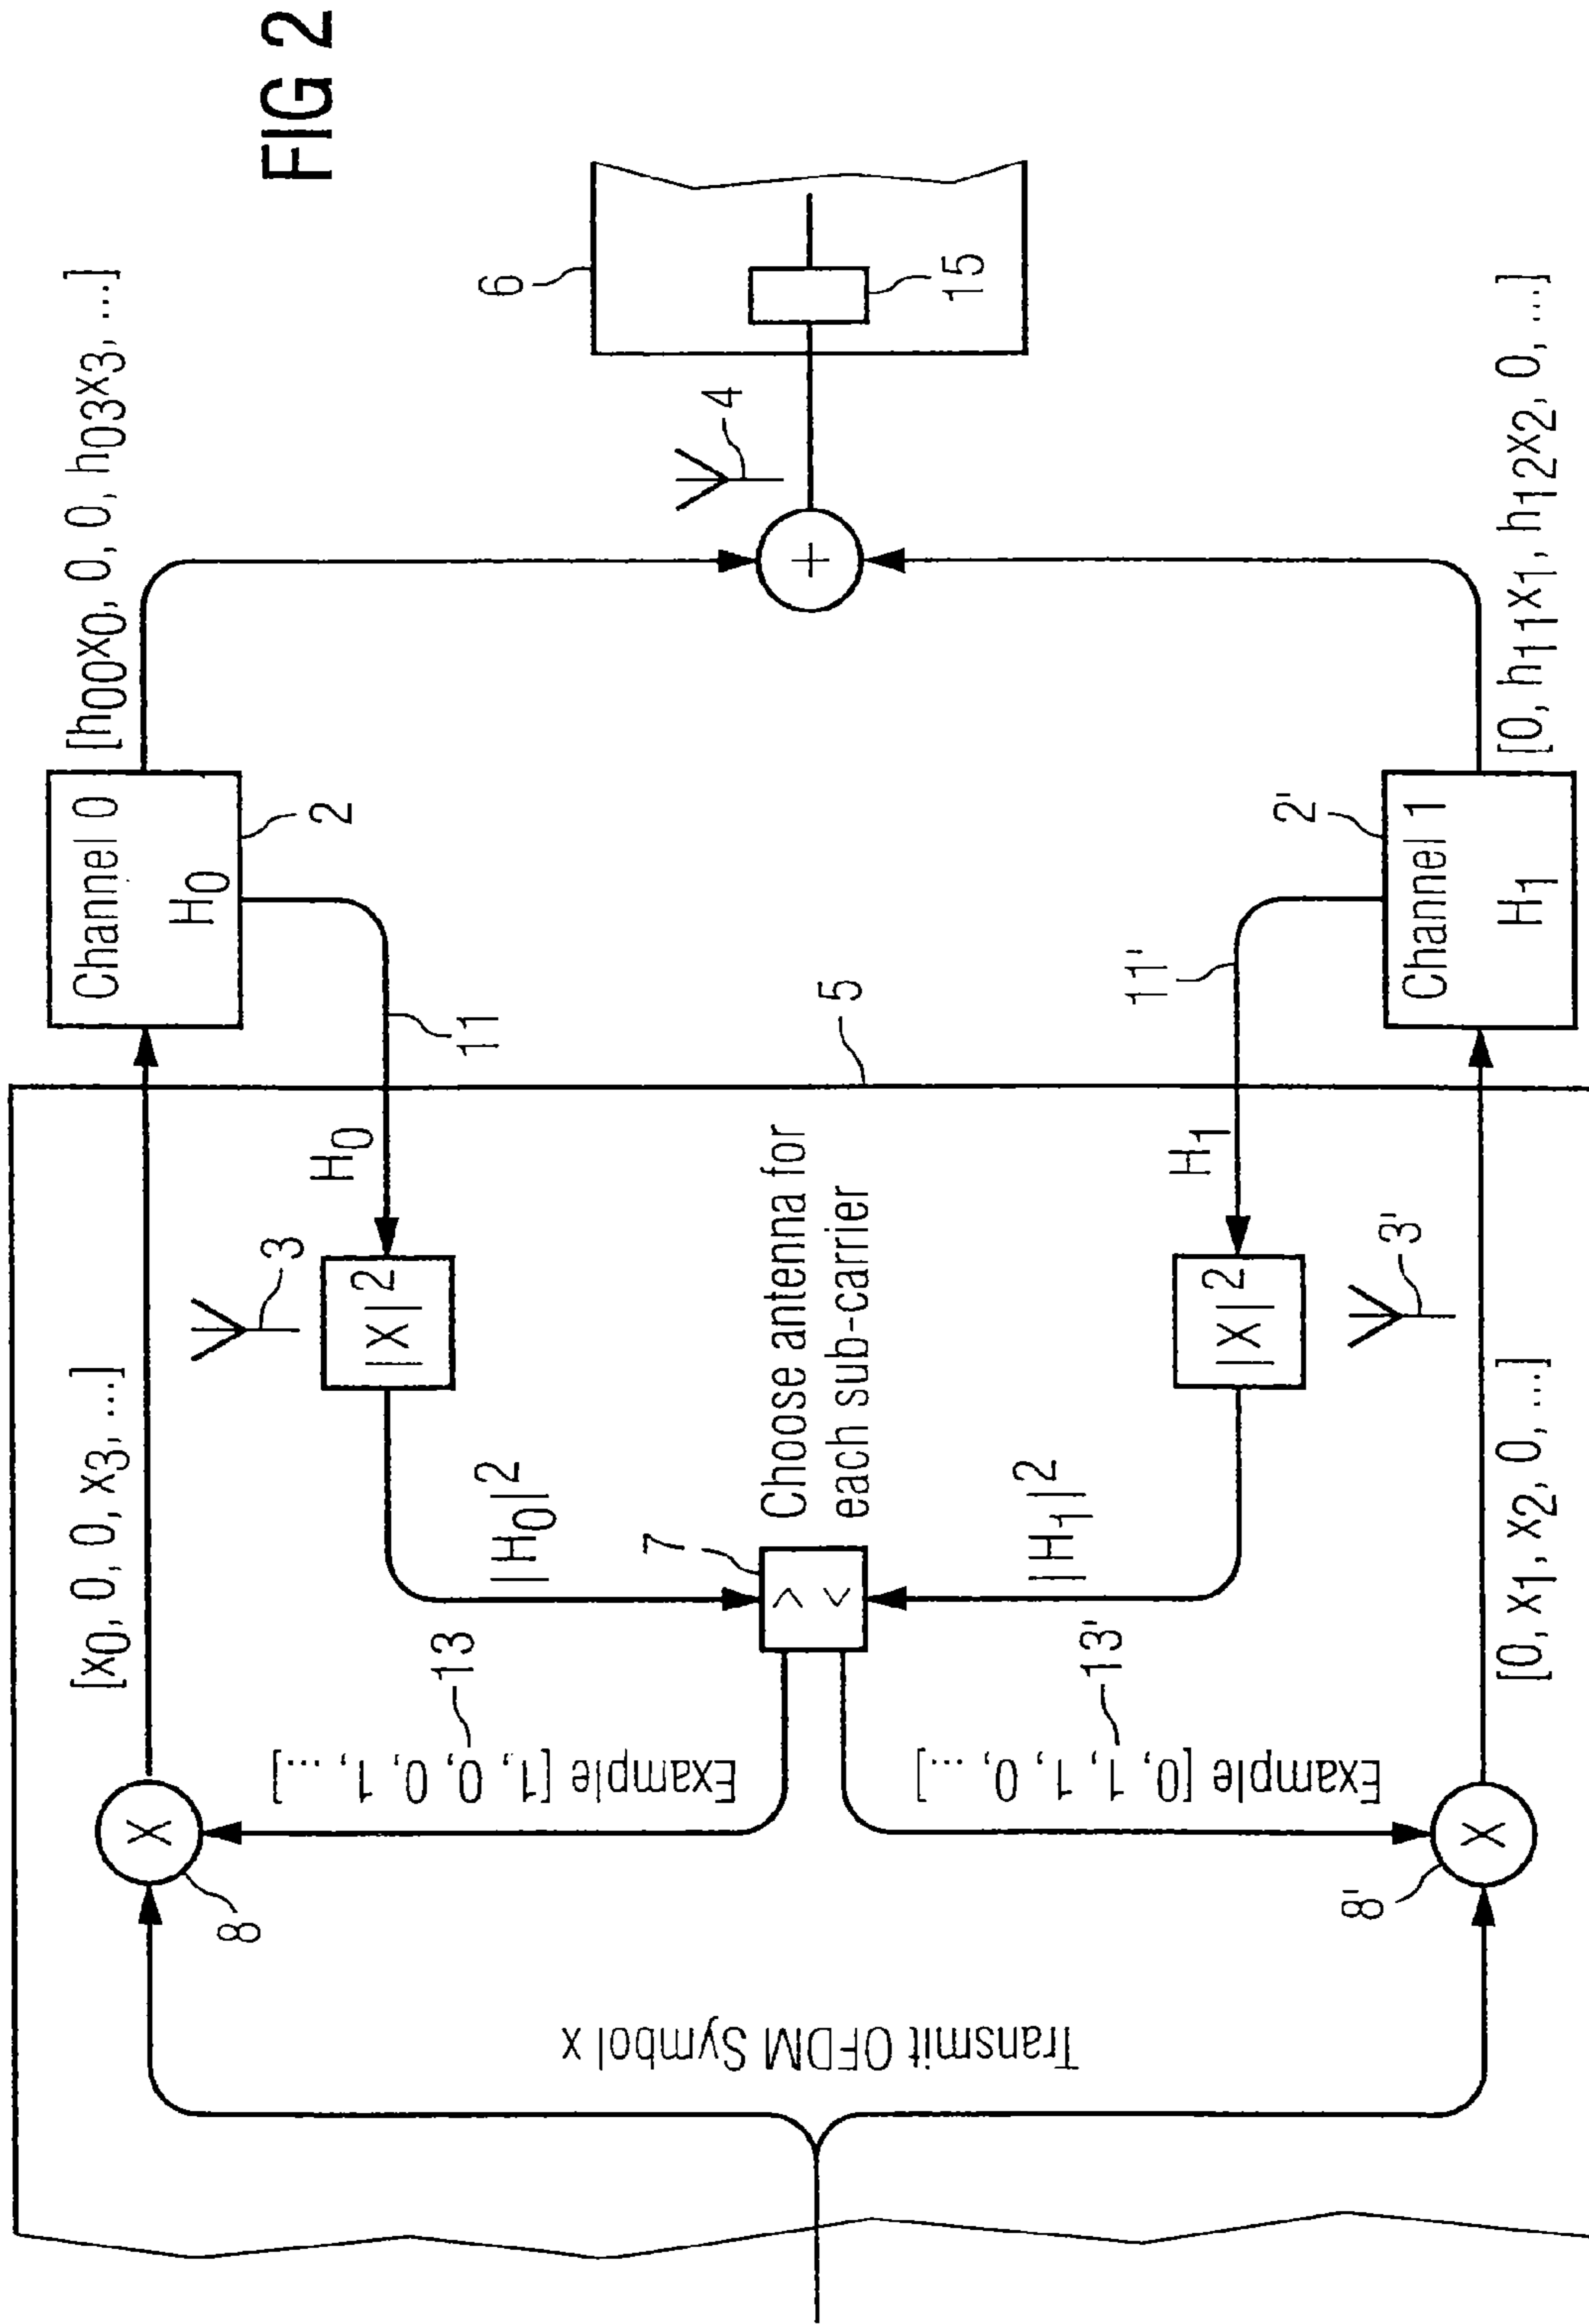 FIG 2
[x0, 0, 0, x3, ...]
Channel 0
H0
2
[h00x0, 0, 0, h03x3, ...]
8
3
H0
11
|X|²
|H0|²
Example [1, 0, 0, 1, ...]
13
X
Transmit OFDM Symbol x
7
>
<
Choose antenna for
each sub-carrier
5
+
4
6
15
Example [0, 1, 1, 0, ...]
13'
|H1|²
|X|²
H1
11'
3'
8'
X
[0, x1, x2, 0, ...]
2'
Channel 1
H1
[0, h11x1, h12x2, 0, ...]